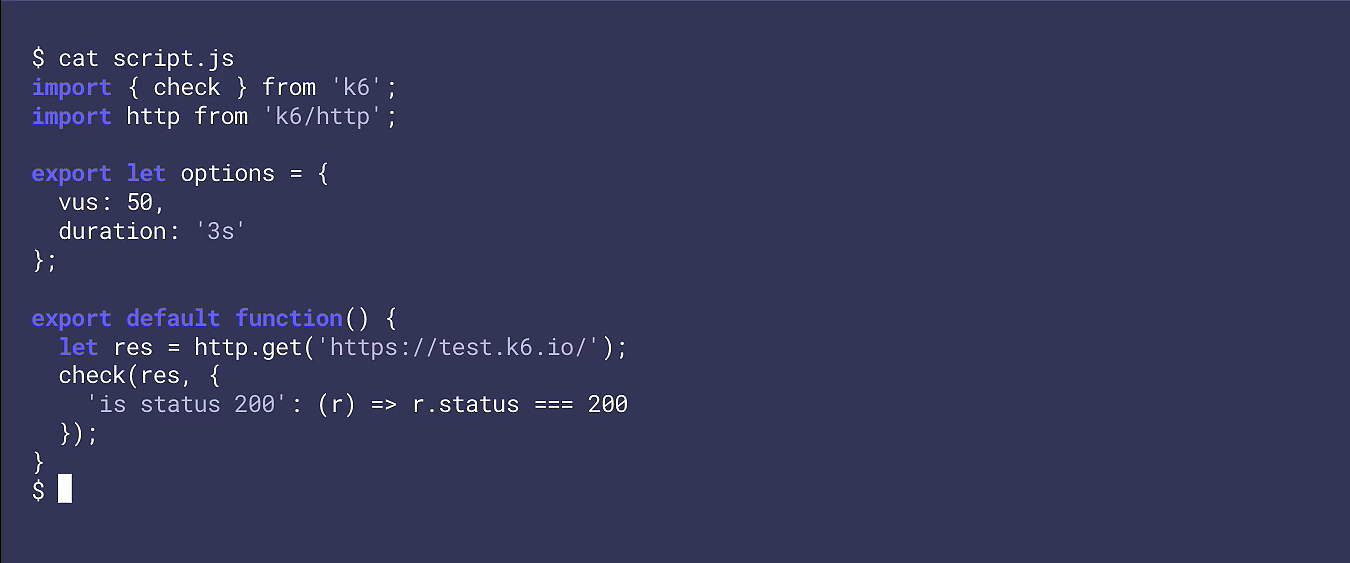 $ cat script.js
import { check } from 'k6';
import http from 'k6/http';

export let options = {
  vus: 50,
  duration: '3s'
};

export default function() {
  let res = http.get('https://test.k6.io/');
  check(res, {
    'is status 200': (r) => r.status === 200
  });
}
$